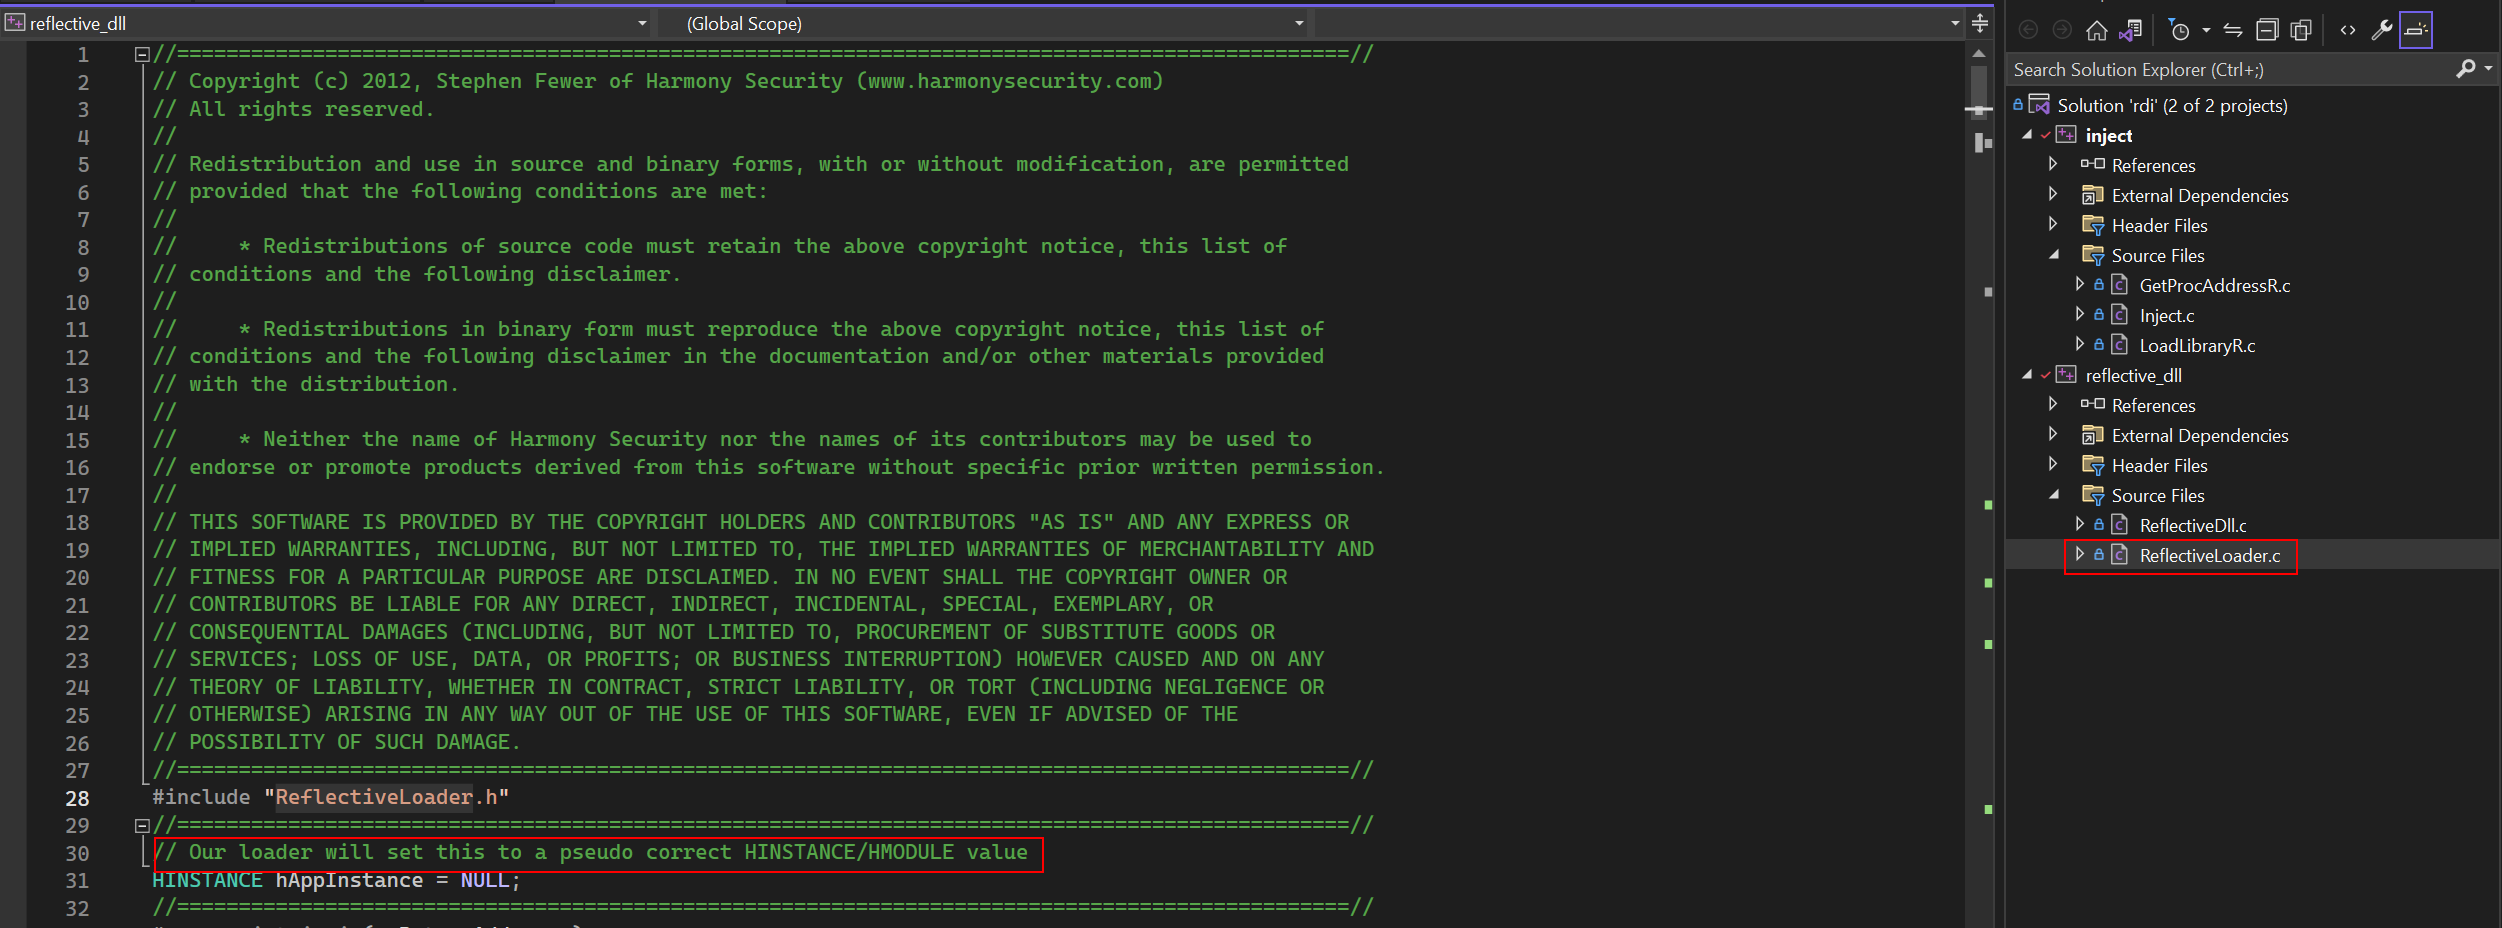 reflective_dll
(Global Scope)
1 //===============================================================================================//
2 // Copyright (c) 2012, Stephen Fewer of Harmony Security (www.harmonysecurity.com)
3 // All rights reserved.
4 //
5 // Redistribution and use in source and binary forms, with or without modification, are permitted
6 // provided that the following conditions are met:
7 //
8 //     * Redistributions of source code must retain the above copyright notice, this list of
9 // conditions and the following disclaimer.
10 //
11 //     * Redistributions in binary form must reproduce the above copyright notice, this list of
12 // conditions and the following disclaimer in the documentation and/or other materials provided
13 // with the distribution.
14 //
15 //     * Neither the name of Harmony Security nor the names of its contributors may be used to
16 // endorse or promote products derived from this software without specific prior written permission.
17 //
18 // THIS SOFTWARE IS PROVIDED BY THE COPYRIGHT HOLDERS AND CONTRIBUTORS "AS IS" AND ANY EXPRESS OR
19 // IMPLIED WARRANTIES, INCLUDING, BUT NOT LIMITED TO, THE IMPLIED WARRANTIES OF MERCHANTABILITY AND
20 // FITNESS FOR A PARTICULAR PURPOSE ARE DISCLAIMED. IN NO EVENT SHALL THE COPYRIGHT OWNER OR
21 // CONTRIBUTORS BE LIABLE FOR ANY DIRECT, INDIRECT, INCIDENTAL, SPECIAL, EXEMPLARY, OR
22 // CONSEQUENTIAL DAMAGES (INCLUDING, BUT NOT LIMITED TO, PROCUREMENT OF SUBSTITUTE GOODS OR
23 // SERVICES; LOSS OF USE, DATA, OR PROFITS; OR BUSINESS INTERRUPTION) HOWEVER CAUSED AND ON ANY
24 // THEORY OF LIABILITY, WHETHER IN CONTRACT, STRICT LIABILITY, OR TORT (INCLUDING NEGLIGENCE OR
25 // OTHERWISE) ARISING IN ANY WAY OUT OF THE USE OF THIS SOFTWARE, EVEN IF ADVISED OF THE
26 // POSSIBILITY OF SUCH DAMAGE.
27 //===============================================================================================//
28 #include "ReflectiveLoader.h"
29 //===============================================================================================//
30 // Our loader will set this to a pseudo correct HINSTANCE/HMODULE value
31 HINSTANCE hAppInstance = NULL;
32 //===============================================================================================//
Search Solution Explorer (Ctrl+;)
Solution 'rdi' (2 of 2 projects)
inject
References
External Dependencies
Header Files
Source Files
GetProcAddressR.c
Inject.c
LoadLibraryR.c
reflective_dll
References
External Dependencies
Header Files
Source Files
ReflectiveDll.c
ReflectiveLoader.c